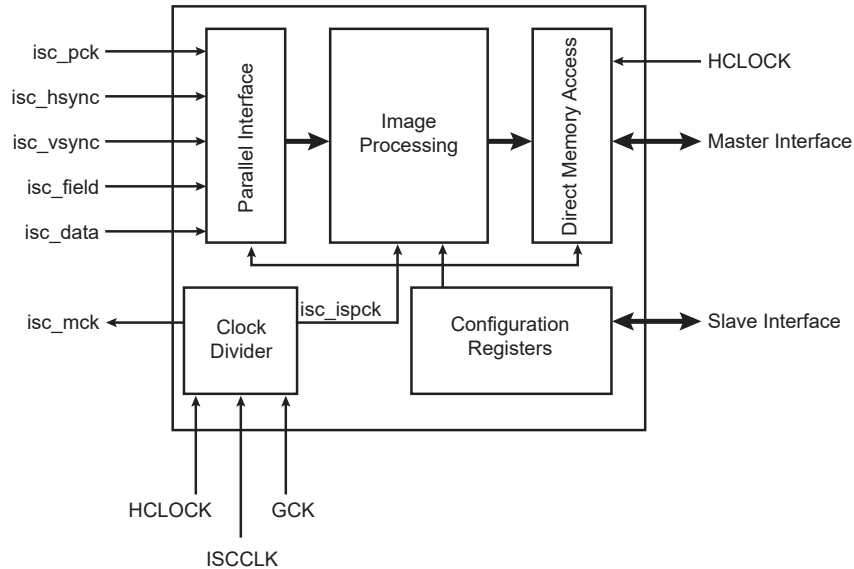 isc_pck
isc_hsync
isc_vsync
isc_field
isc_data
Parallel Interface
Image
Processing
Direct Memory Access
HCLOCK
Master Interface
isc_mck
Clock
Divider
isc_ispck
Configuration
Registers
Slave Interface
HCLOCK
GCK
ISCCLK